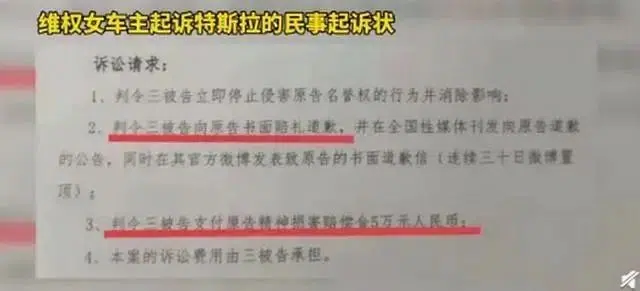 维权女车主起诉特斯拉的民事起诉状
诉讼请求：
1、判令三被告立即停止侵害原告名誉权的行为并消除影响；
2、判令三被告向原告书面赔礼道歉，并在全国性媒体刊发向原告道歉
的公告，同时在其官方微博发表致原告的书面道歉信（连续三十日微博置
顶）；
3、判令三被告支付原告精神损害赔偿金5万元人民币；
4、本案的诉讼费用由三被告承担。